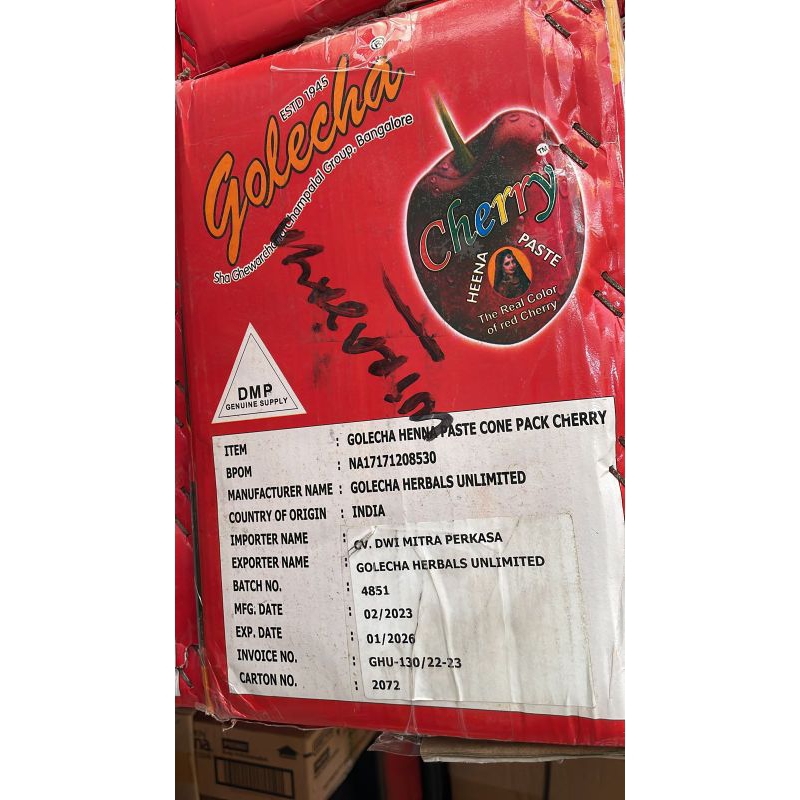 ESTD 1945
Golecha®
Sha Ghewarchand Champalal Group, Bangalore
Cherry™
HEENA PASTE
The Real Color
of red Cherry
DMP
GENUINE SUPPLY
ITEM : GOLECHA HENNA PASTE CONE PACK CHERRY
BPOM : NA17171208530
MANUFACTURER NAME : GOLECHA HERBALS UNLIMITED
COUNTRY OF ORIGIN : INDIA
IMPORTER NAME : CV. DWI MITRA PERKASA
EXPORTER NAME : GOLECHA HERBALS UNLIMITED
BATCH NO. : 4851
MFG. DATE : 02/2023
EXP. DATE : 01/2026
INVOICE NO. : GHU-130/22-23
CARTON NO. : 2072